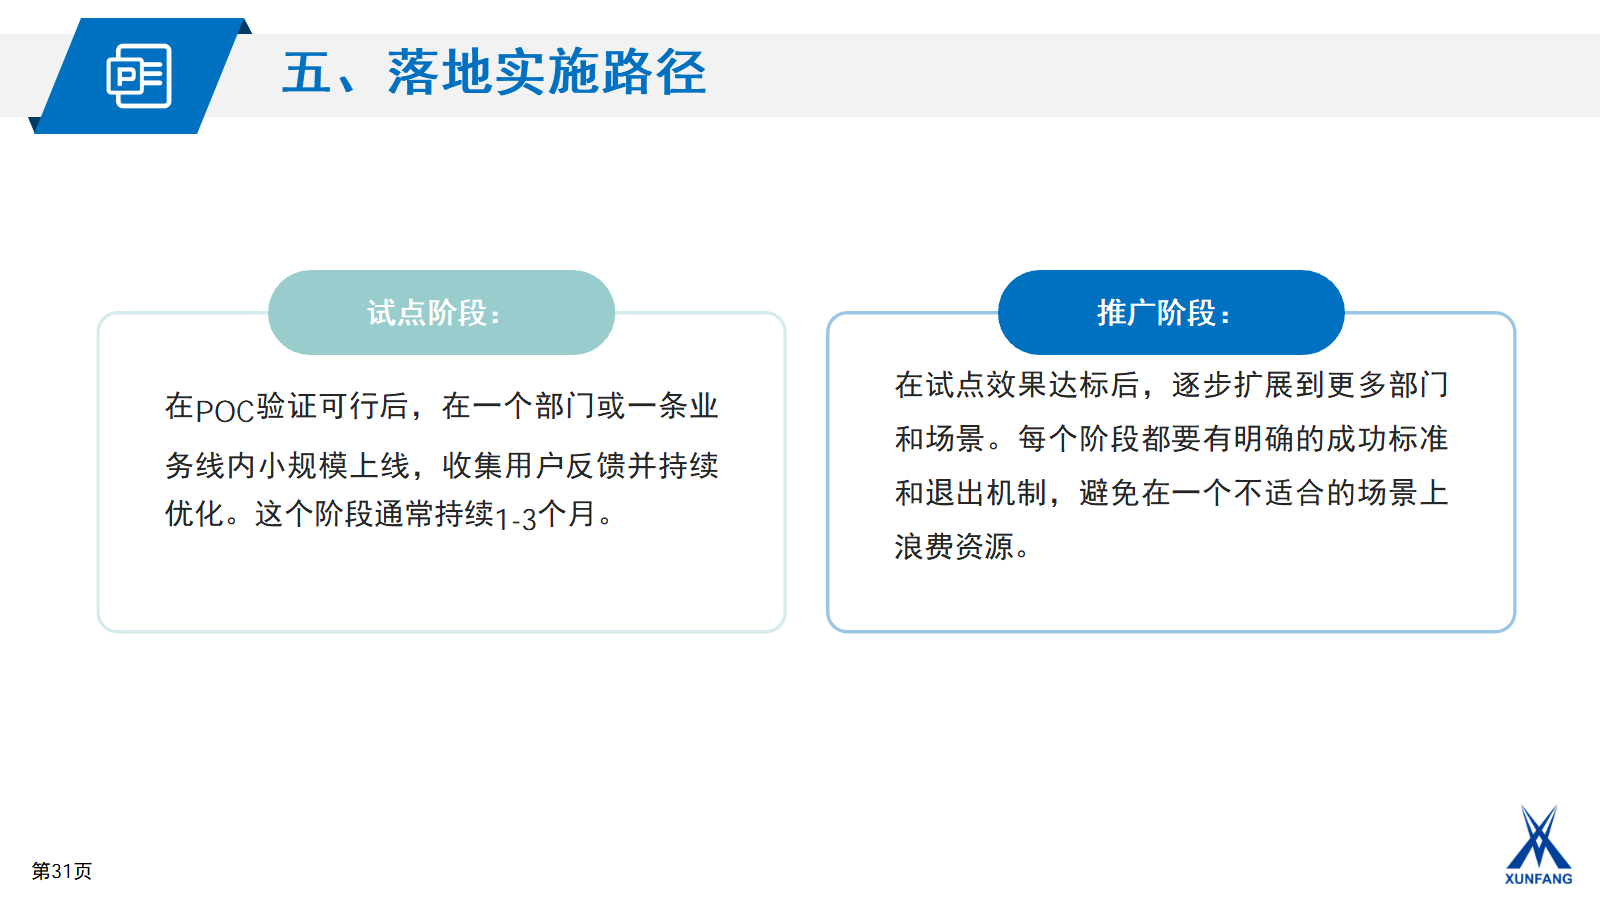 五、落地实施路径
试点阶段：
在POC验证可行后，在一个部门或一条业
务线内小规模上线，收集用户反馈并持续
优化。这个阶段通常持续1-3个月。
推广阶段：
在试点效果达标后，逐步扩展到更多部门
和场景。每个阶段都要有明确的成功标准
和退出机制，避免在一个不适合的场景上
浪费资源。
第31页
XUNFANG